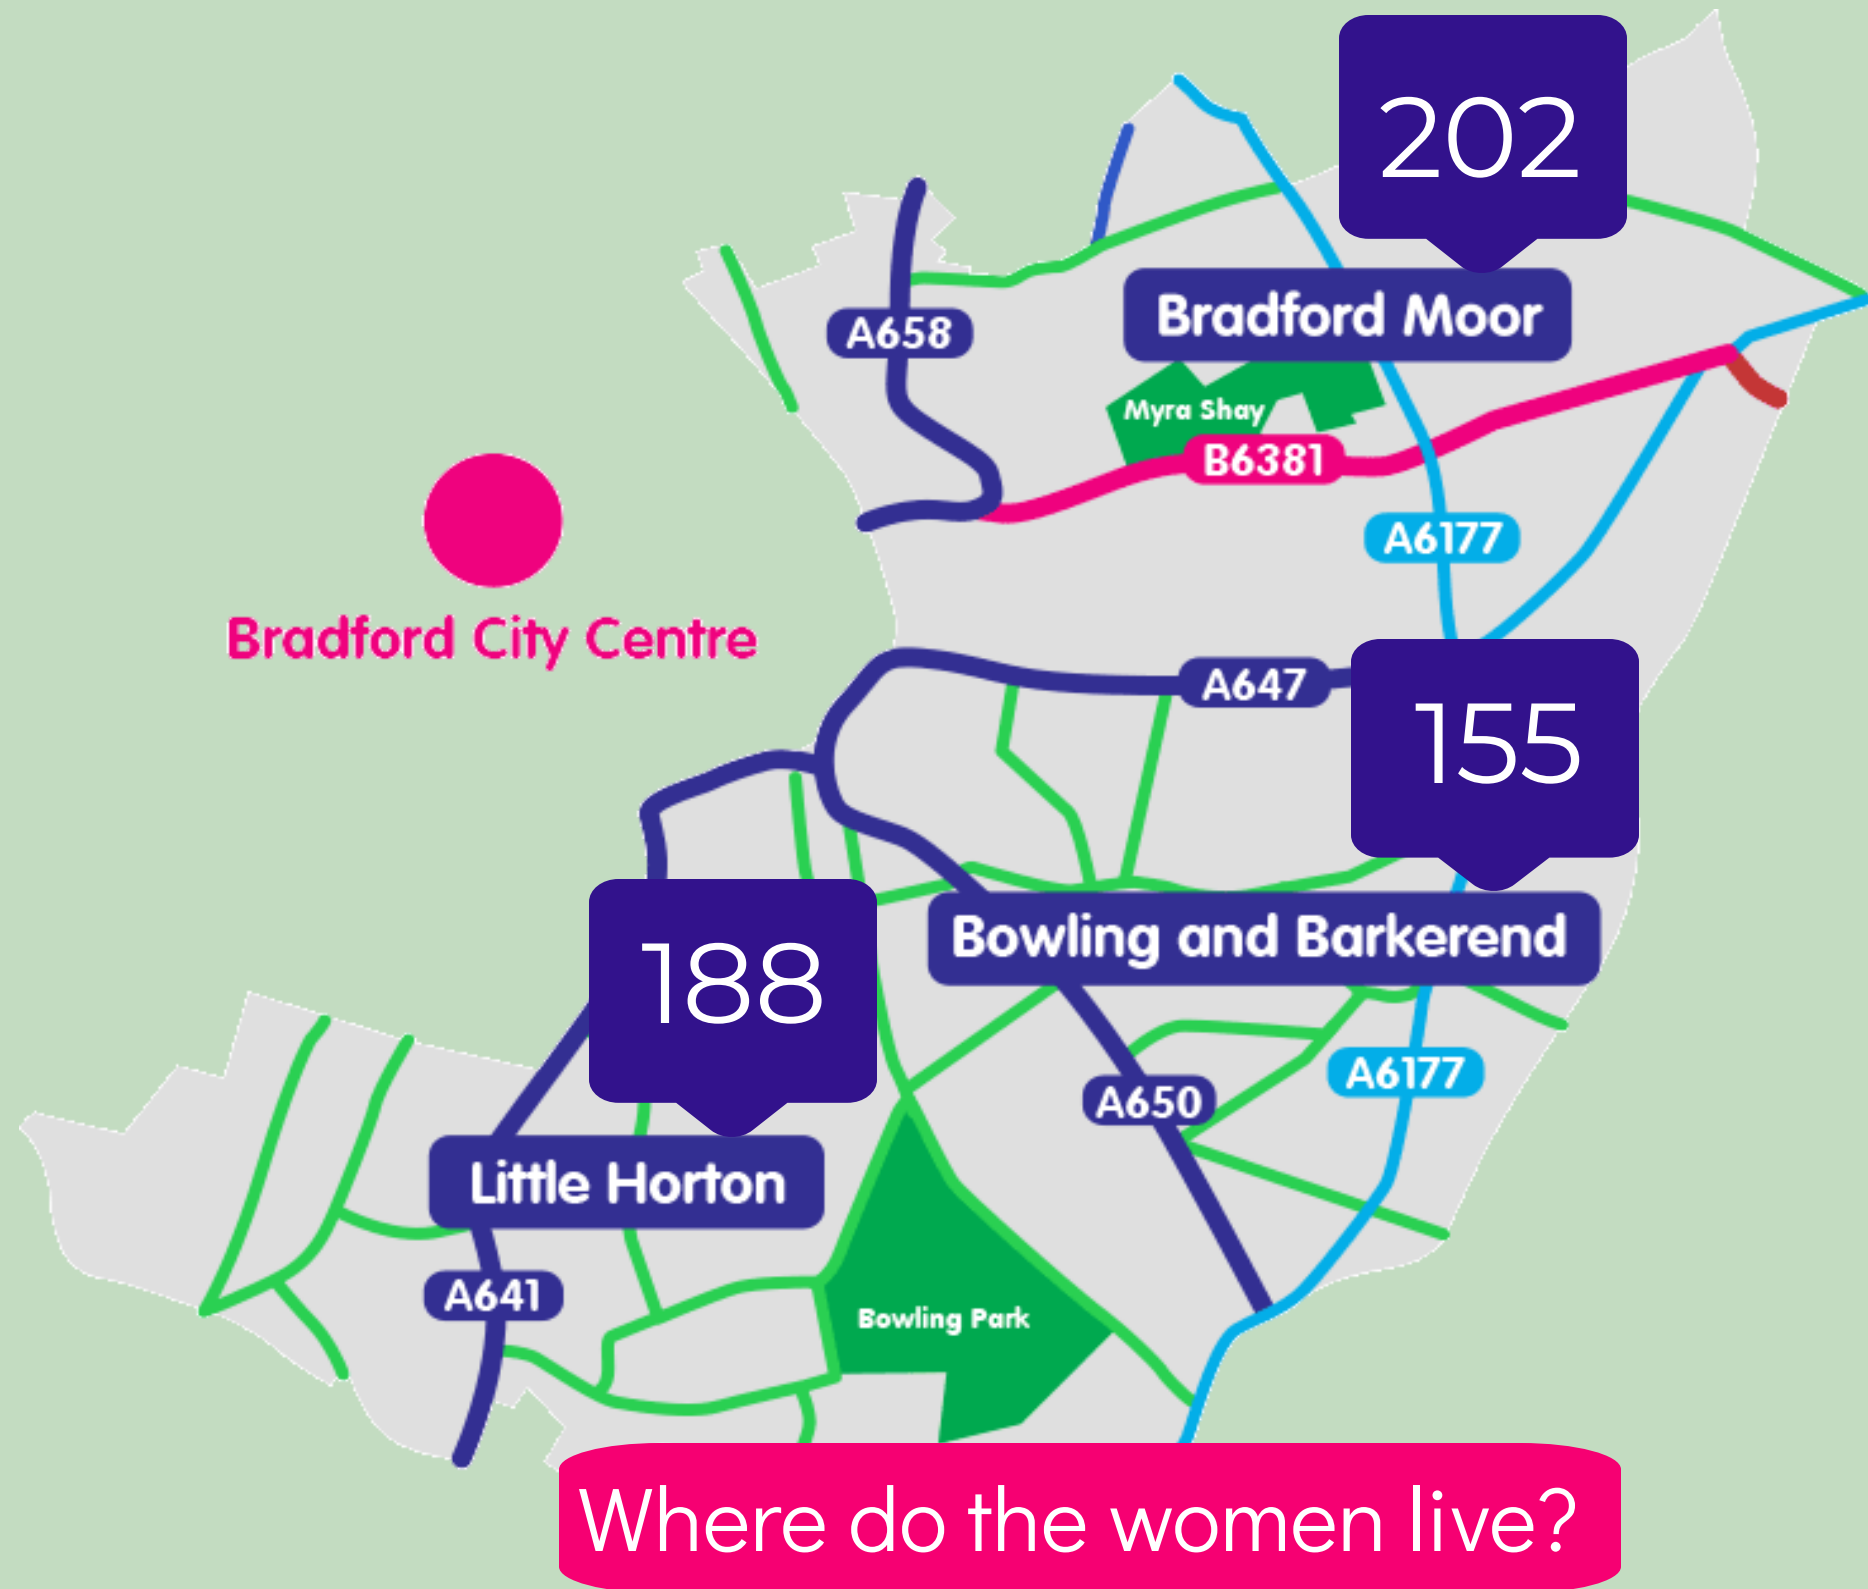 202
Bradford Moor
A658
Myra Shay
B6381
A6177
Bradford City Centre
A647
155
Bowling and Barkerend
188
A6177
A650
Little Horton
A641
Bowling Park
Where do the women live?